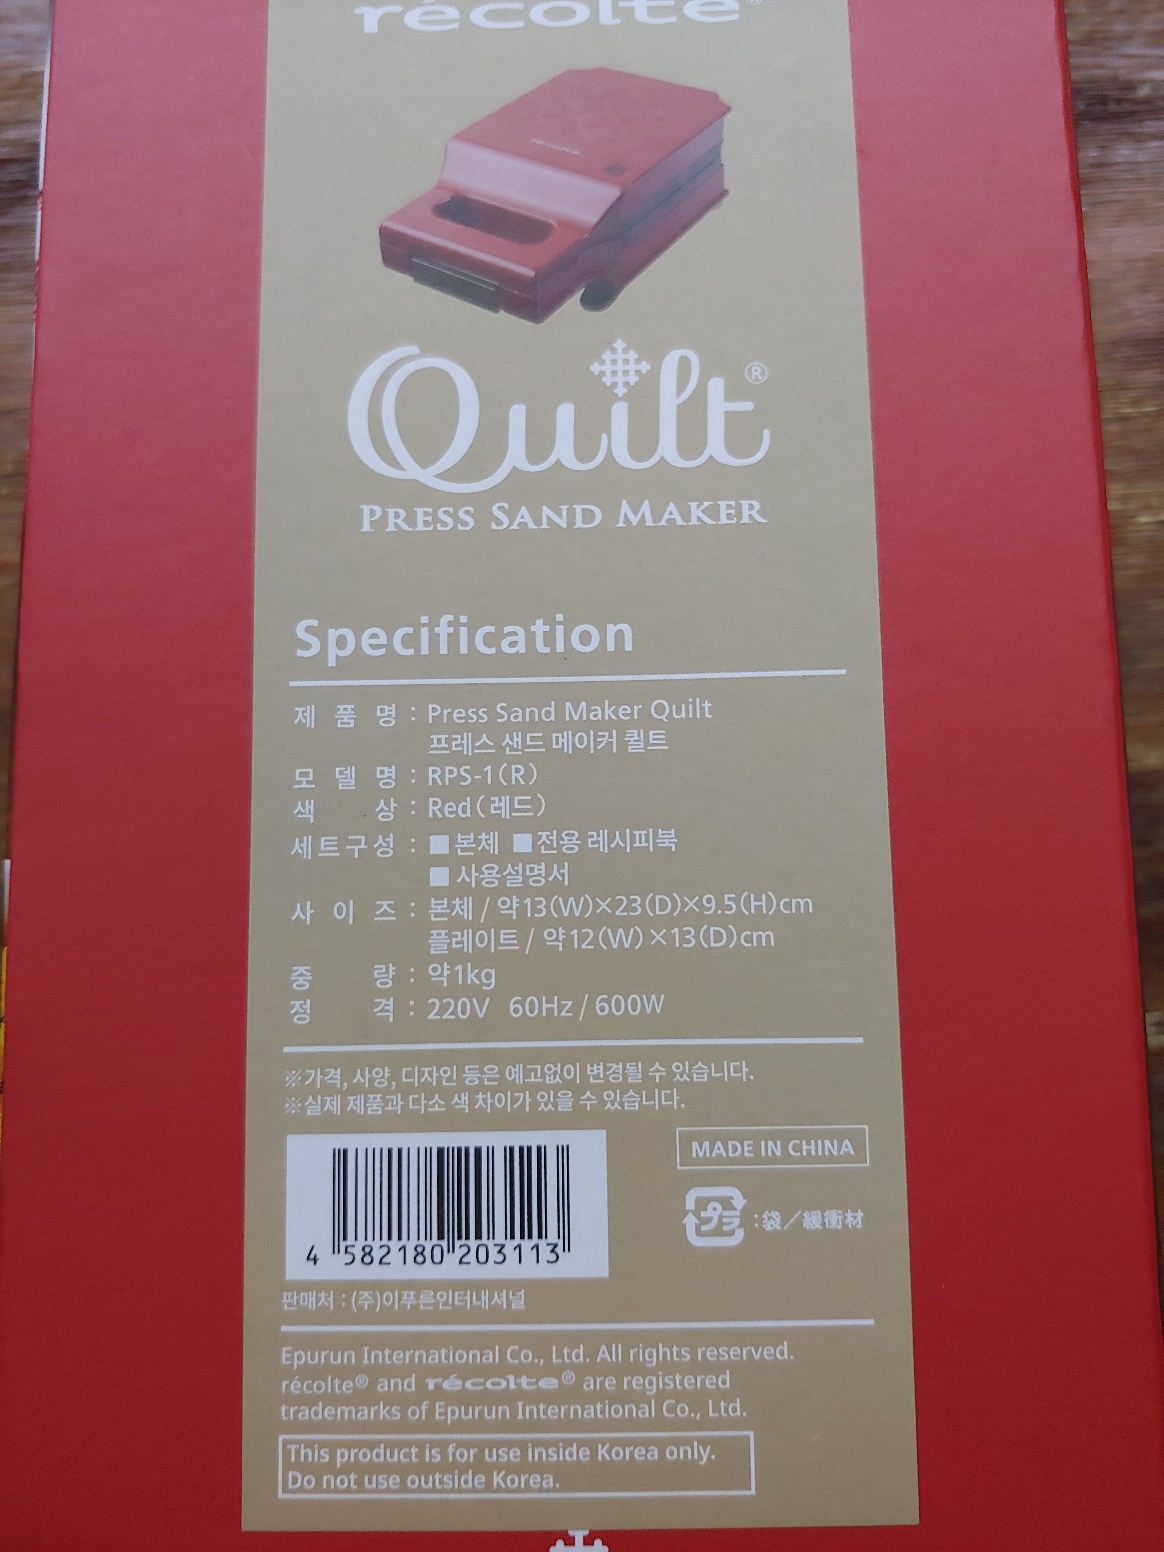 récolte®
récolte
Quilt®
PRESS SAND MAKER
Specification
제 품 명 : Press Sand Maker Quilt
프레스 샌드 메이커 퀼트
모 델 명 : RPS-1(R)
색 상 : Red(레드)
세트구성 : ■본체 ■전용 레시피북
■사용설명서
사 이 즈 : 본체 / 약13(W)×23(D)×9.5(H)cm
플레이트 / 약12(W)×13(D)cm
중 량 : 약1kg
정 격 : 220V 60Hz / 600W
※가격, 사양, 디자인 등은 예고없이 변경될 수 있습니다.
※실제 제품과 다소 색 차이가 있을 수 있습니다.
MADE IN CHINA
プラ :袋／緩衝材
4 582180 203113
판매처 : (주)이푸른인터내셔널
Epurun International Co., Ltd. All rights reserved.
récolte® and récolte® are registered
trademarks of Epurun International Co., Ltd.
This product is for use inside Korea only.
Do not use outside Korea.